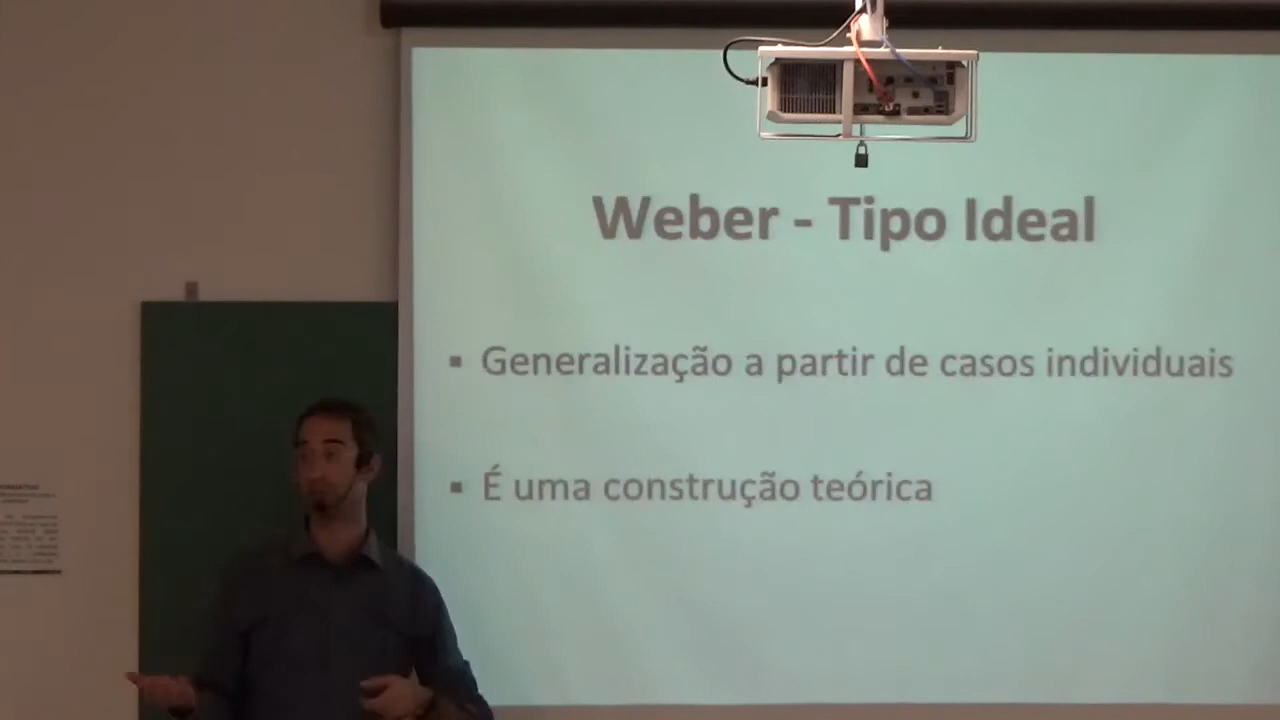 Weber - Tipo Ideal
▪ Generalização a partir de casos individuais
▪ É uma construção teórica